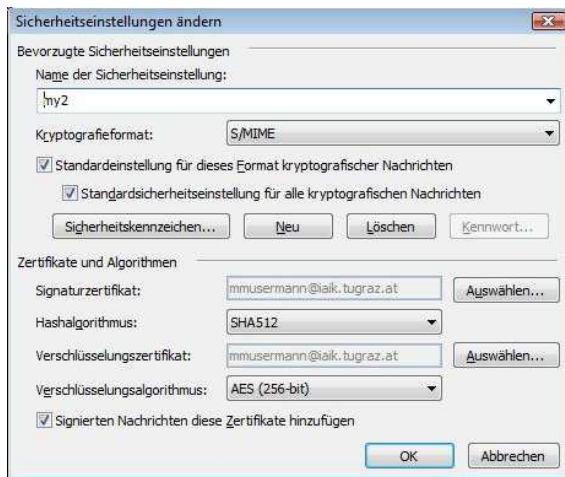 Sicherheitseinstellungen ändern
Bevorzugte Sicherheitseinstellungen
Name der Sicherheitseinstellung:
my2
Kryptografieformat: S/MIME
Standardeinstellung für dieses Format kryptografischer Nachrichten
Standardsicherheitseinstellung für alle kryptografischen Nachrichten
Sicherheitskennzeichen... Neu Löschen Kennwort...
Zertifikate und Algorithmen
Signaturzertifikat: mmusermann@iaik.tugraz.at Auswählen...
Hashalgorithmus: SHA512
Verschlüsselungszertifikat: mmusermann@iaik.tugraz.at Auswählen...
Verschlüsselungsalgorithmus: AES (256-bit)
Signierten Nachrichten diese Zertifikate hinzufügen
OK Abbrechen